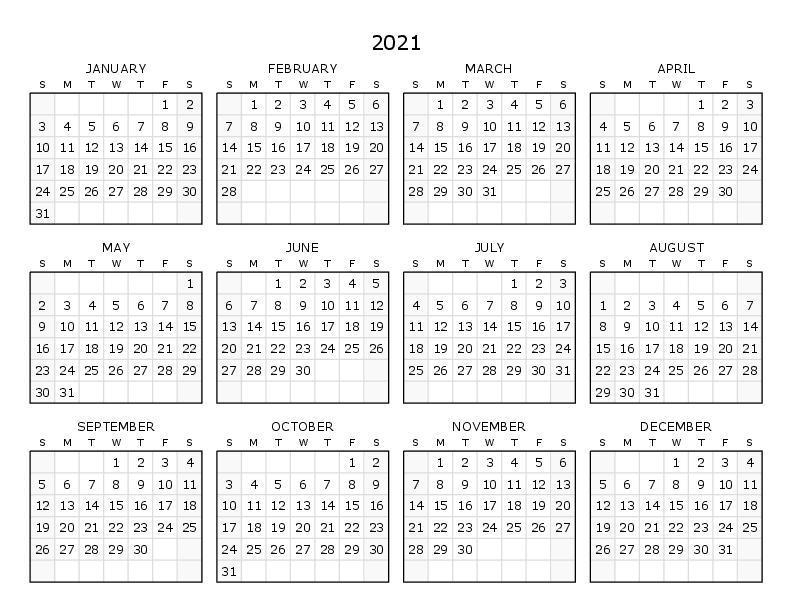 2021
JANUARY FEBRUARY MARCH APRIL
S M T W T F S S M T W T F S S M T W T F S S M T W T F S
1 2 1 2 3 4 5 6 1 2 3 4 5 6 1 2 3
3 4 5 6 7 8 9 7 8 9 10 11 12 13 7 8 9 10 11 12 13 4 5 6 7 8 9 10
10 11 12 13 14 15 16 14 15 16 17 18 19 20 14 15 16 17 18 19 20 11 12 13 14 15 16 17
17 18 19 20 21 22 23 21 22 23 24 25 26 27 21 22 23 24 25 26 27 18 19 20 21 22 23 24
24 25 26 27 28 29 30 28 28 29 30 31 25 26 27 28 29 30
31
MAY JUNE JULY AUGUST
S M T W T F S S M T W T F S S M T W T F S S M T W T F S
1 1 2 3 4 5 1 2 3
2 3 4 5 6 7 8 6 7 8 9 10 11 12 4 5 6 7 8 9 10 1 2 3 4 5 6 7
9 10 11 12 13 14 15 13 14 15 16 17 18 19 11 12 13 14 15 16 17 8 9 10 11 12 13 14
16 17 18 19 20 21 22 20 21 22 23 24 25 26 18 19 20 21 22 23 24 15 16 17 18 19 20 21
23 24 25 26 27 28 29 27 28 29 30 25 26 27 28 29 30 31 22 23 24 25 26 27 28
30 31 29 30 31
SEPTEMBER OCTOBER NOVEMBER DECEMBER
S M T W T F S S M T W T F S S M T W T F S S M T W T F S
1 2 3 4 1 2 1 2 3 4 5 6 1 2 3 4
5 6 7 8 9 10 11 3 4 5 6 7 8 9 7 8 9 10 11 12 13 5 6 7 8 9 10 11
12 13 14 15 16 17 18 10 11 12 13 14 15 16 14 15 16 17 18 19 20 12 13 14 15 16 17 18
19 20 21 22 23 24 25 17 18 19 20 21 22 23 21 22 23 24 25 26 27 19 20 21 22 23 24 25
26 27 28 29 30 24 25 26 27 28 29 30 28 29 30 26 27 28 29 30 31
31